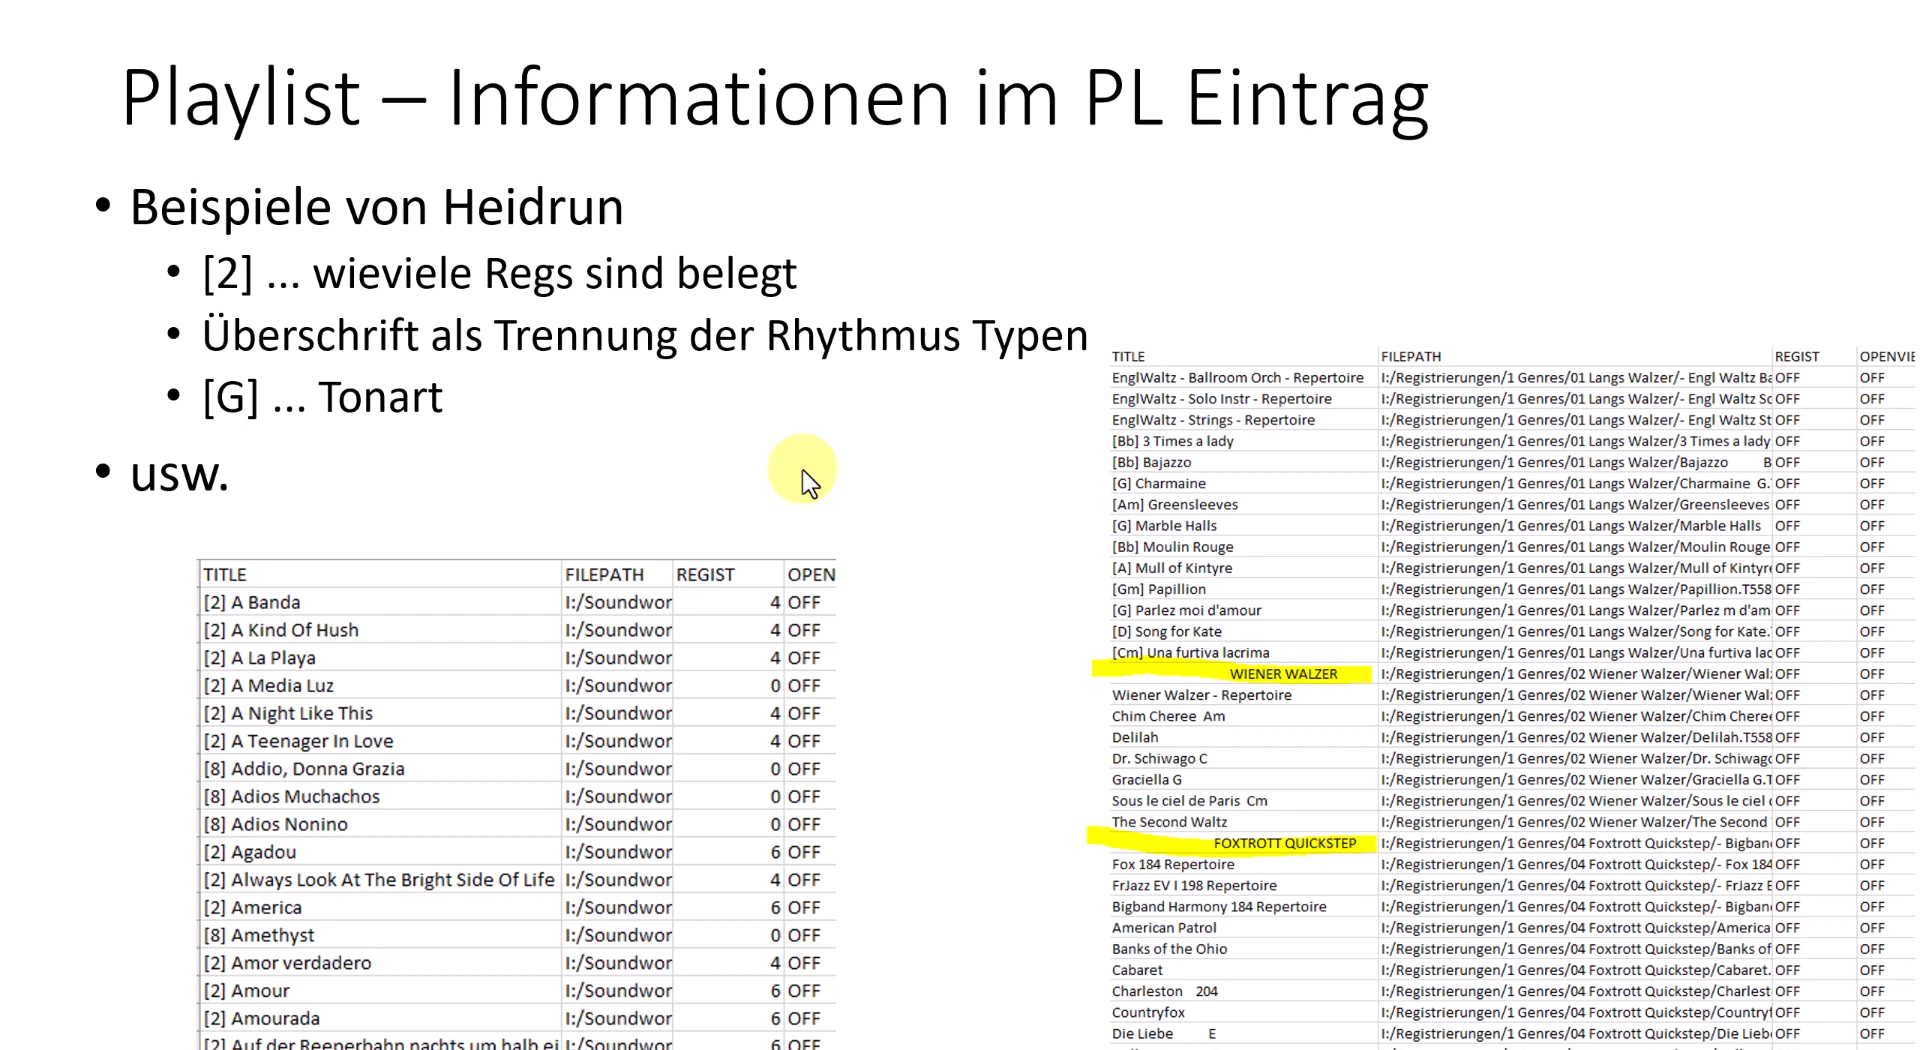 Playlist – Informationen im PL Eintrag
• Beispiele von Heidrun
• [2] ... wieviele Regs sind belegt
• Überschrift als Trennung der Rhythmus Typen
• [G] ... Tonart
• usw.
TITLE FILEPATH REGIST OPEN
[2] A Banda I:/Soundwor 4 OFF
[2] A Kind Of Hush I:/Soundwor 4 OFF
[2] A La Playa I:/Soundwor 4 OFF
[2] A Media Luz I:/Soundwor 0 OFF
[2] A Night Like This I:/Soundwor 4 OFF
[2] A Teenager In Love I:/Soundwor 4 OFF
[8] Addio, Donna Grazia I:/Soundwor 0 OFF
[8] Adios Muchachos I:/Soundwor 0 OFF
[8] Adios Nonino I:/Soundwor 0 OFF
[2] Agadou I:/Soundwor 6 OFF
[2] Always Look At The Bright Side Of Life I:/Soundwor 4 OFF
[2] America I:/Soundwor 6 OFF
[8] Amethyst I:/Soundwor 0 OFF
[2] Amor verdadero I:/Soundwor 4 OFF
[2] Amour I:/Soundwor 6 OFF
[2] Amourada I:/Soundwor 6 OFF
[2] Auf der Reeperbahn nachts um halb ei I:/Soundwor 6 OFF
TITLE FILEPATH REGIST OPENVIE
EnglWaltz - Ballroom Orch - Repertoire I:/Registrierungen/1 Genres/01 Langs Walzer/- Engl Waltz Ba OFF OFF
EnglWaltz - Solo Instr - Repertoire I:/Registrierungen/1 Genres/01 Langs Walzer/- Engl Waltz So OFF OFF
EnglWaltz - Strings - Repertoire I:/Registrierungen/1 Genres/01 Langs Walzer/- Engl Waltz St OFF OFF
[Bb] 3 Times a lady I:/Registrierungen/1 Genres/01 Langs Walzer/3 Times a lady OFF OFF
[Bb] Bajazzo I:/Registrierungen/1 Genres/01 Langs Walzer/Bajazzo B OFF OFF
[G] Charmaine I:/Registrierungen/1 Genres/01 Langs Walzer/Charmaine G. OFF OFF
[Am] Greensleeves I:/Registrierungen/1 Genres/01 Langs Walzer/Greensleeves OFF OFF
[G] Marble Halls I:/Registrierungen/1 Genres/01 Langs Walzer/Marble Halls OFF OFF
[Bb] Moulin Rouge I:/Registrierungen/1 Genres/01 Langs Walzer/Moulin Rouge OFF OFF
[A] Mull of Kintyre I:/Registrierungen/1 Genres/01 Langs Walzer/Mull of Kintyre OFF OFF
[Gm] Papillion I:/Registrierungen/1 Genres/01 Langs Walzer/Papillion.T558 OFF OFF
[G] Parlez moi d'amour I:/Registrierungen/1 Genres/01 Langs Walzer/Parlez m d'am OFF OFF
[D] Song for Kate I:/Registrierungen/1 Genres/01 Langs Walzer/Song for Kate. OFF OFF
[Cm] Una furtiva lacrima I:/Registrierungen/1 Genres/01 Langs Walzer/Una furtiva lac OFF OFF
WIENER WALZER I:/Registrierungen/1 Genres/02 Wiener Walzer/Wiener Wal OFF OFF
Wiener Walzer - Repertoire I:/Registrierungen/1 Genres/02 Wiener Walzer/Wiener Wal OFF OFF
Chim Cheree Am I:/Registrierungen/1 Genres/02 Wiener Walzer/Chim Cheree OFF OFF
Delilah I:/Registrierungen/1 Genres/02 Wiener Walzer/Delilah.T558 OFF OFF
Dr. Schiwago C I:/Registrierungen/1 Genres/02 Wiener Walzer/Dr. Schiwago OFF OFF
Graciella G I:/Registrierungen/1 Genres/02 Wiener Walzer/Graciella G.T OFF OFF
Sous le ciel de Paris Cm I:/Registrierungen/1 Genres/02 Wiener Walzer/Sous le ciel OFF OFF
The Second Waltz I:/Registrierungen/1 Genres/02 Wiener Walzer/The Second OFF OFF
FOXTROTT QUICKSTEP I:/Registrierungen/1 Genres/04 Foxtrott Quickstep/- Bigban OFF OFF
Fox 184 Repertoire I:/Registrierungen/1 Genres/04 Foxtrott Quickstep/- Fox 184 OFF OFF
FrJazz EV I 198 Repertoire I:/Registrierungen/1 Genres/04 Foxtrott Quickstep/- FrJazz E OFF OFF
Bigband Harmony 184 Repertoire I:/Registrierungen/1 Genres/04 Foxtrott Quickstep/- Bigban OFF OFF
American Patrol I:/Registrierungen/1 Genres/04 Foxtrott Quickstep/America OFF OFF
Banks of the Ohio I:/Registrierungen/1 Genres/04 Foxtrott Quickstep/Banks of OFF OFF
Cabaret I:/Registrierungen/1 Genres/04 Foxtrott Quickstep/Cabaret. OFF OFF
Charleston 204 I:/Registrierungen/1 Genres/04 Foxtrott Quickstep/Charlest OFF OFF
Countryfox I:/Registrierungen/1 Genres/04 Foxtrott Quickstep/Countryf OFF OFF
Die Liebe E I:/Registrierungen/1 Genres/04 Foxtrott Quickstep/Die Lieb OFF OFF